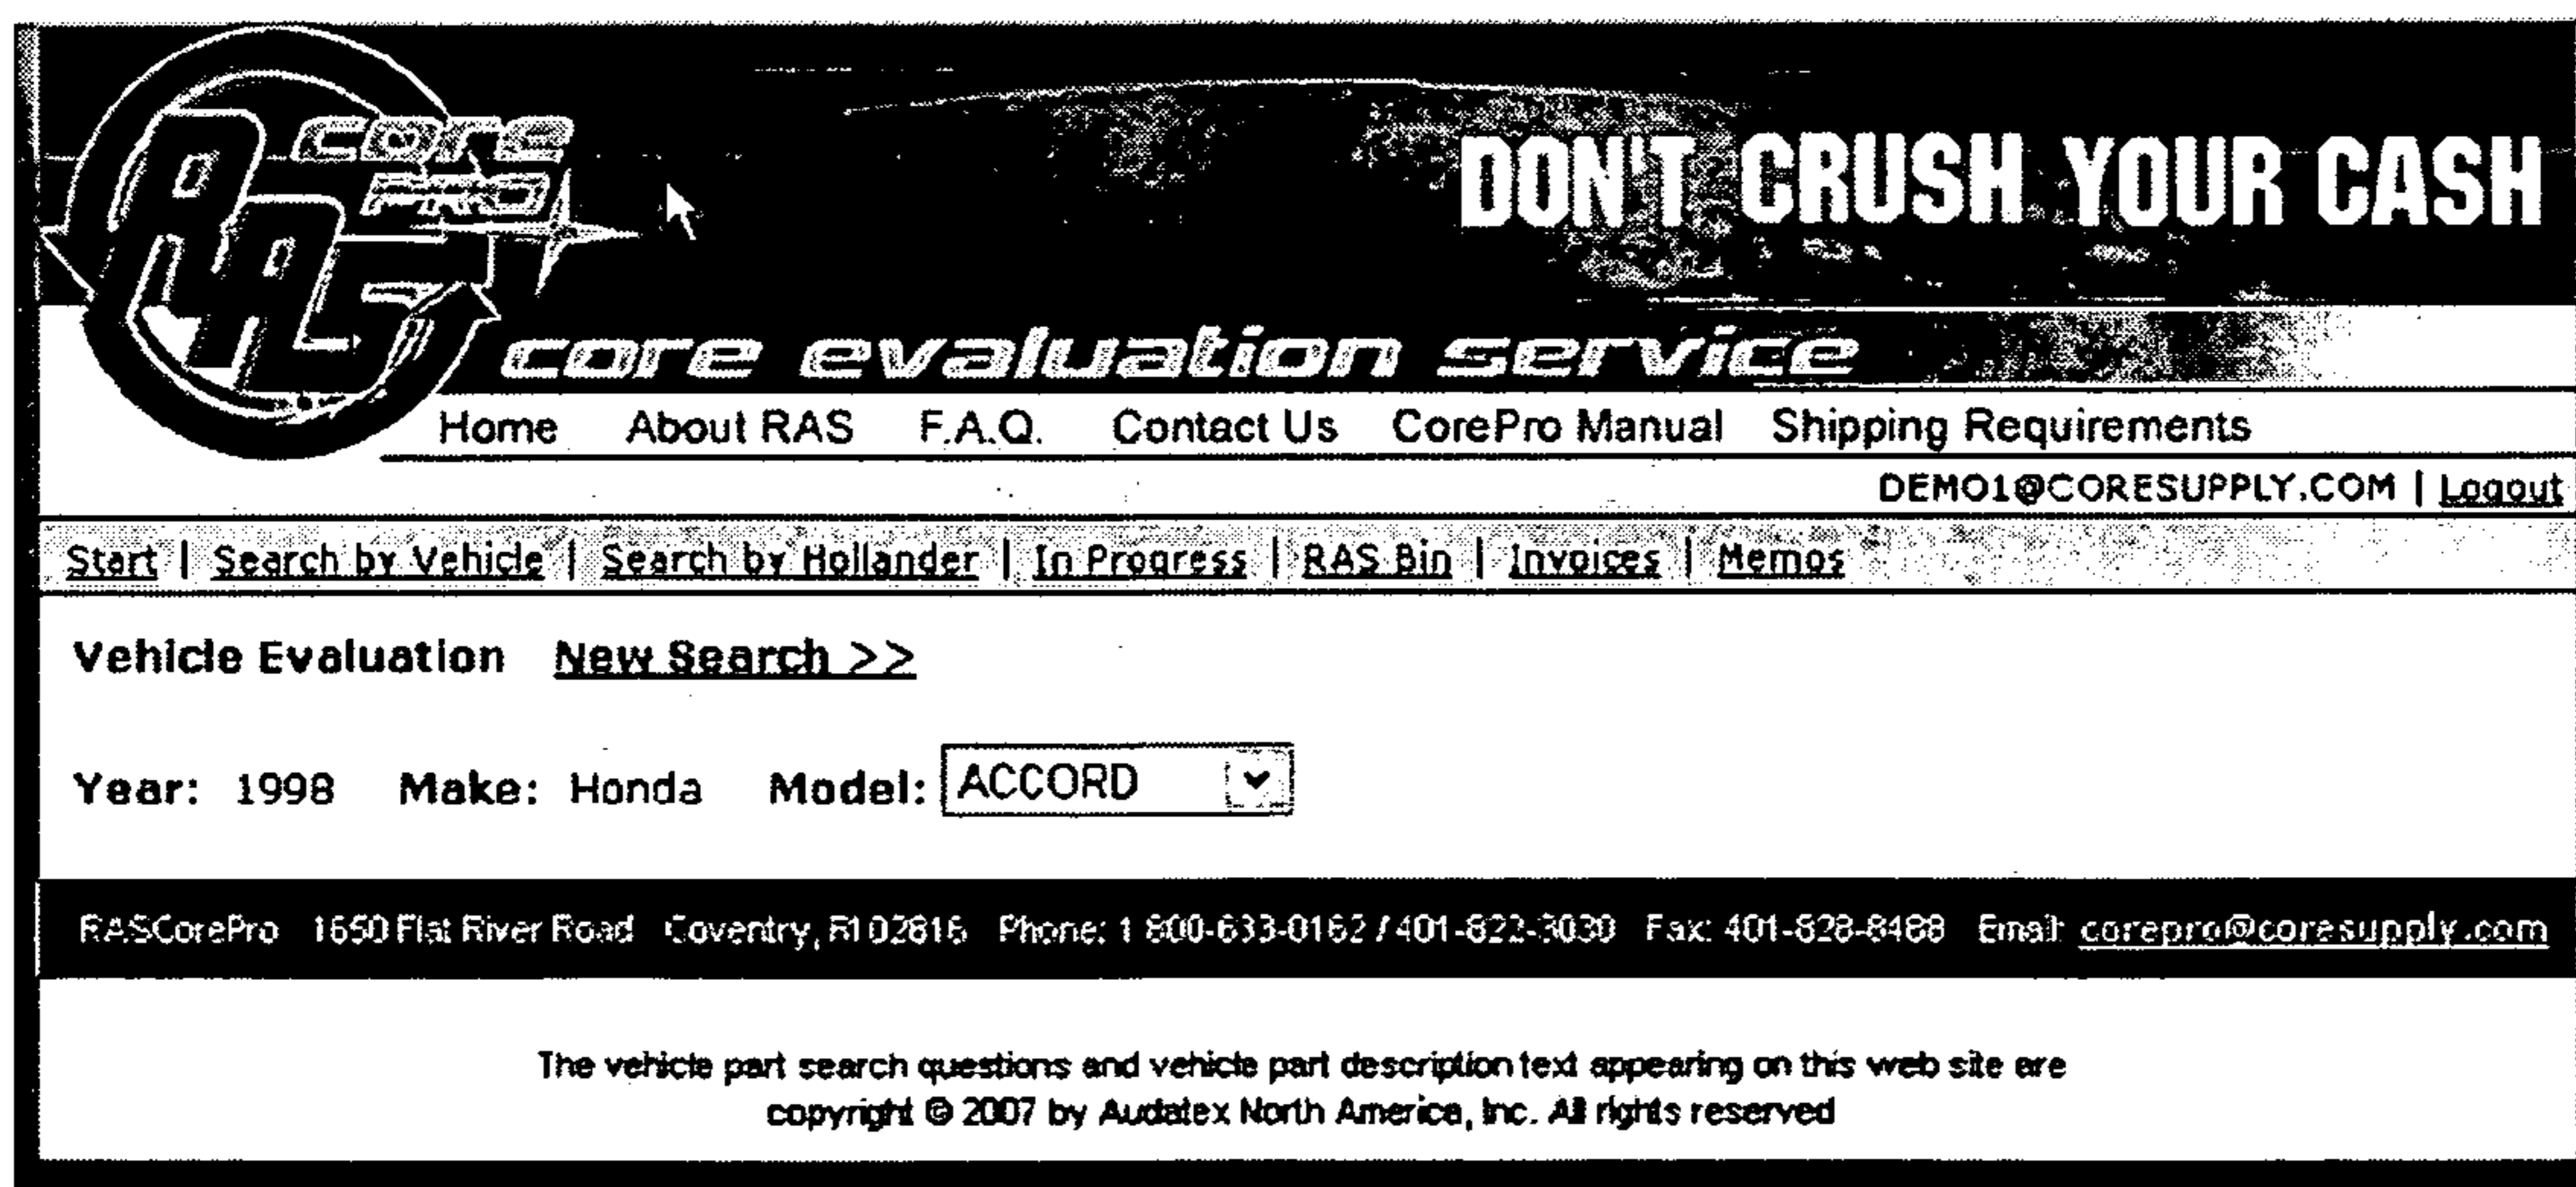 RAS core PRO
DON'T CRUSH YOUR CASH
core evaluation service
Home About RAS F.A.Q. Contact Us CorePro Manual Shipping Requirements
DEMO1@CORESUPPLY.COM | Logout
Start | Search by Vehicle | Search by Hollander | In Progress | RAS Bin | Invoices | Memos
Vehicle Evaluation New Search >>
Year: 1998 Make: Honda Model: ACCORD
RASCorePro 1650 Flat River Road Coventry, RI 02816 Phone: 1 800-633-0162 / 401-822-3030 Fax: 401-828-8488 Email: corepro@coresupply.com
The vehicle part search questions and vehicle part description text appearing on this web site are
copyright © 2007 by Audatex North America, Inc. All rights reserved